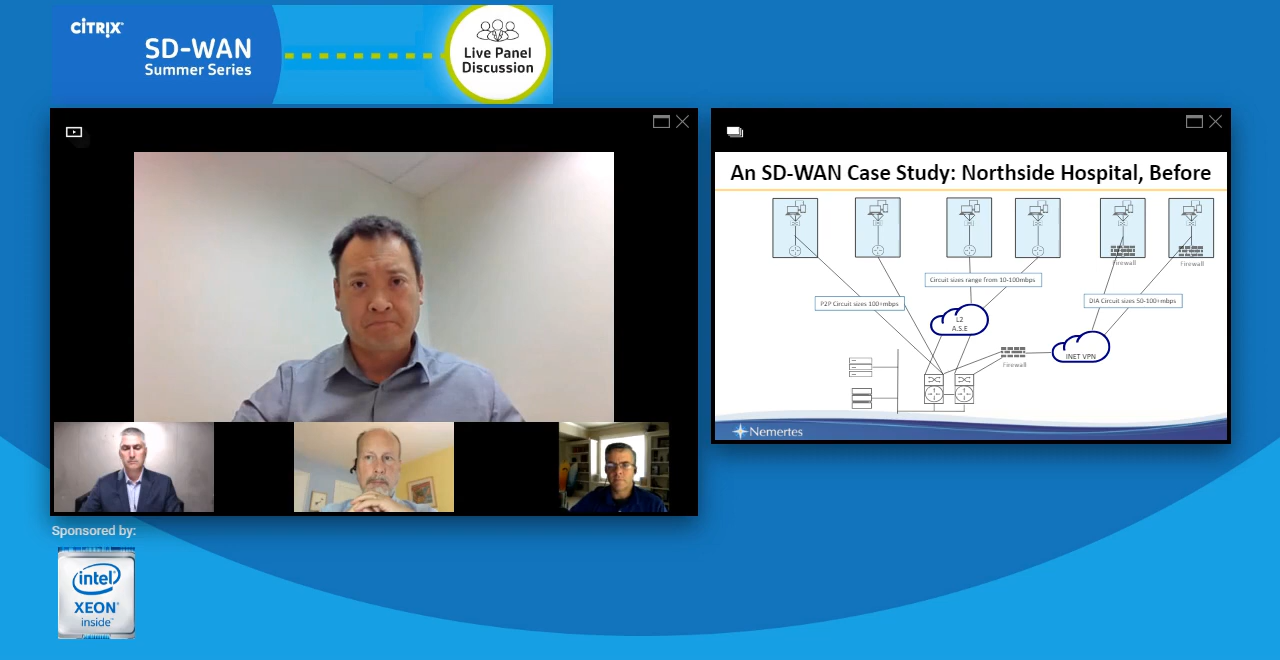 CİTRIX
SD-WAN
Summer Series
Live Panel
Discussion
An SD-WAN Case Study: Northside Hospital, Before
Firewall
Firewall
Circuit sizes range from 10-100mbps
P2P Circuit sizes 100+mbps
DIA Circuit sizes 50-100+mbps
L2
A.S.E
INET VPN
Firewall
Nemertes
Sponsored by:
intel
XEON
inside